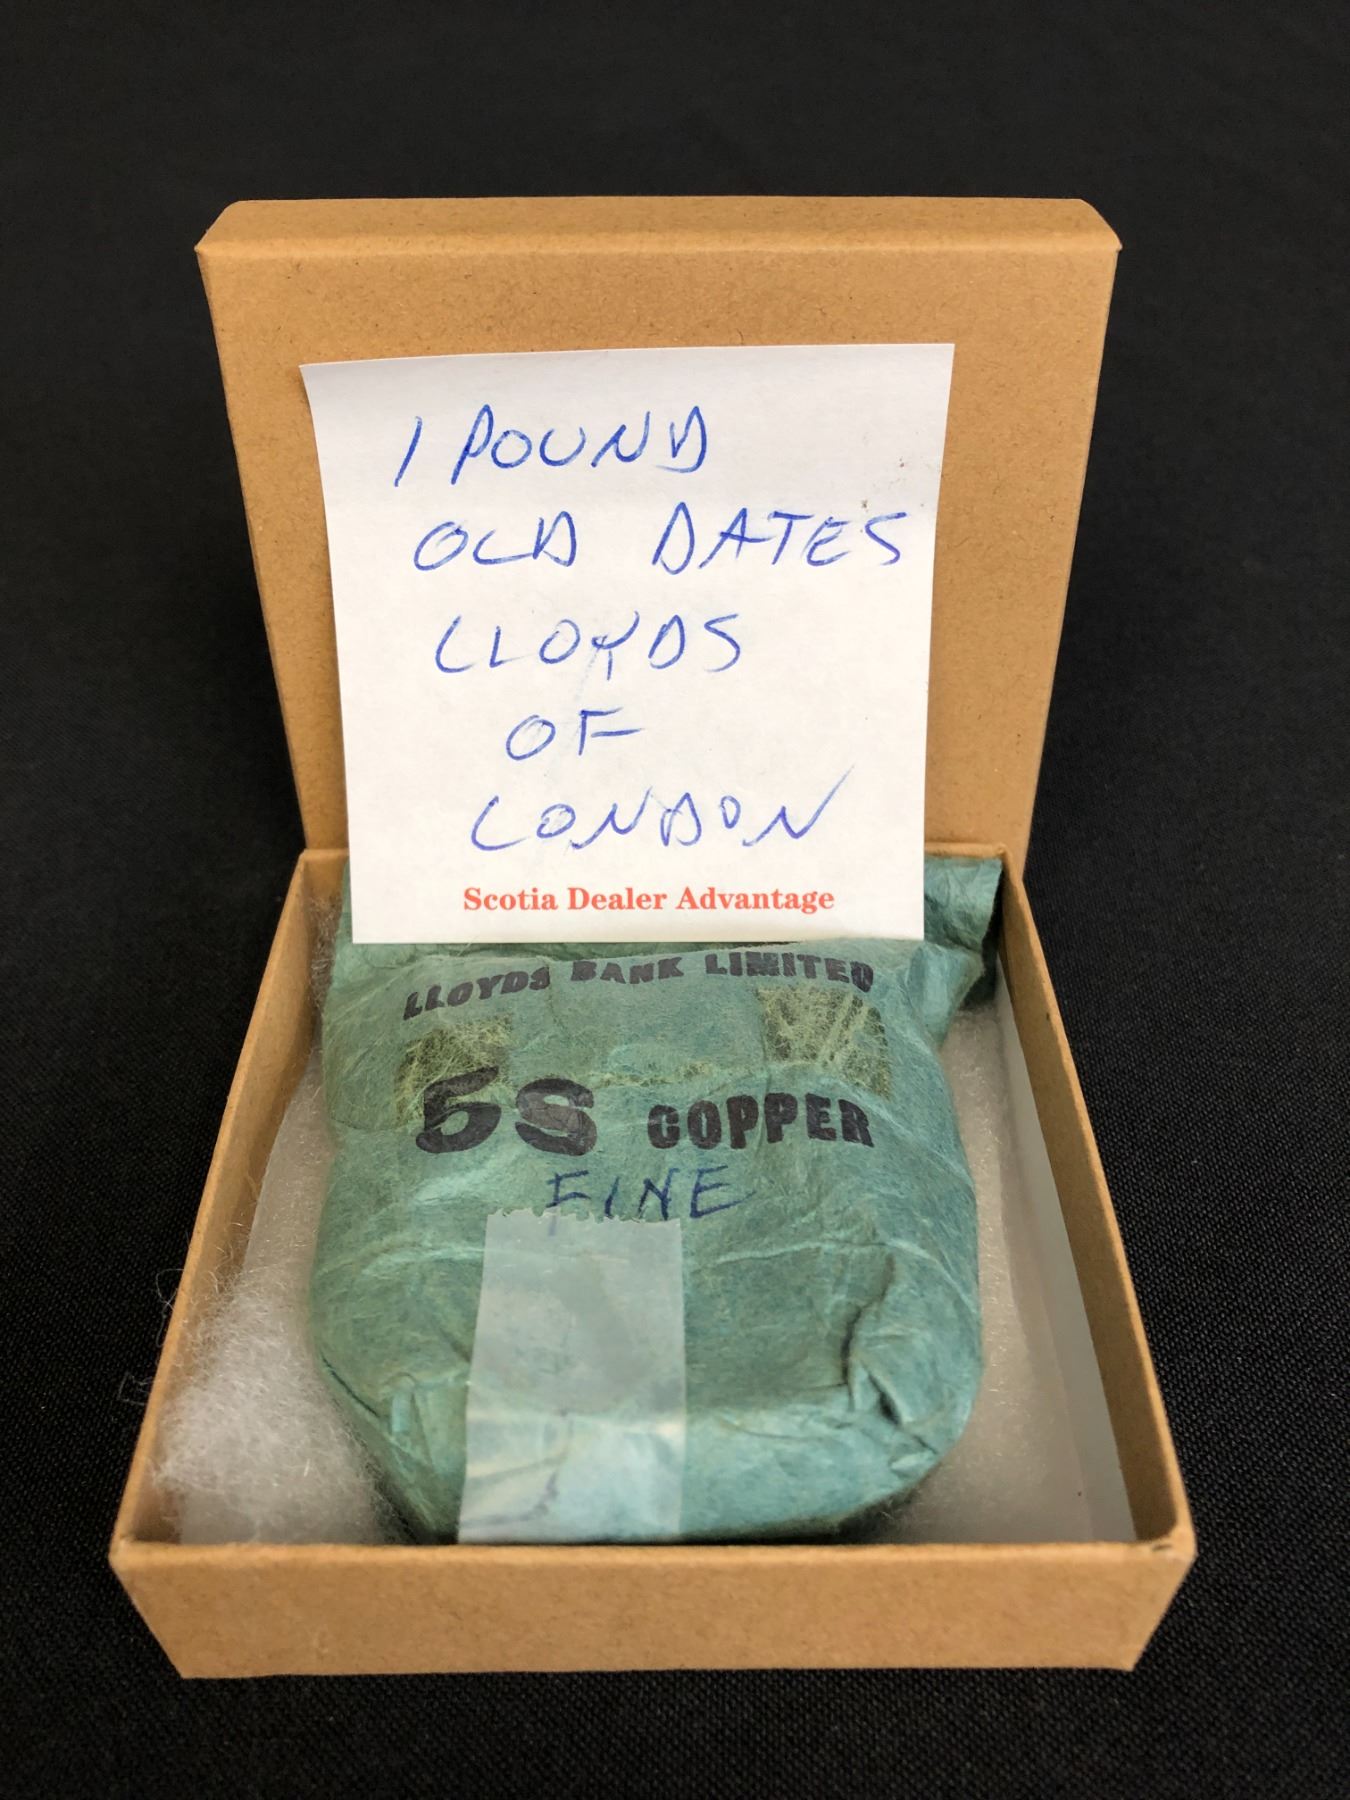 1 POUND
OLD DATES
LLOYDS
OF
LONDON
Scotia Dealer Advantage
LLOYDS BANK LIMITED
5S COPPER
FINE